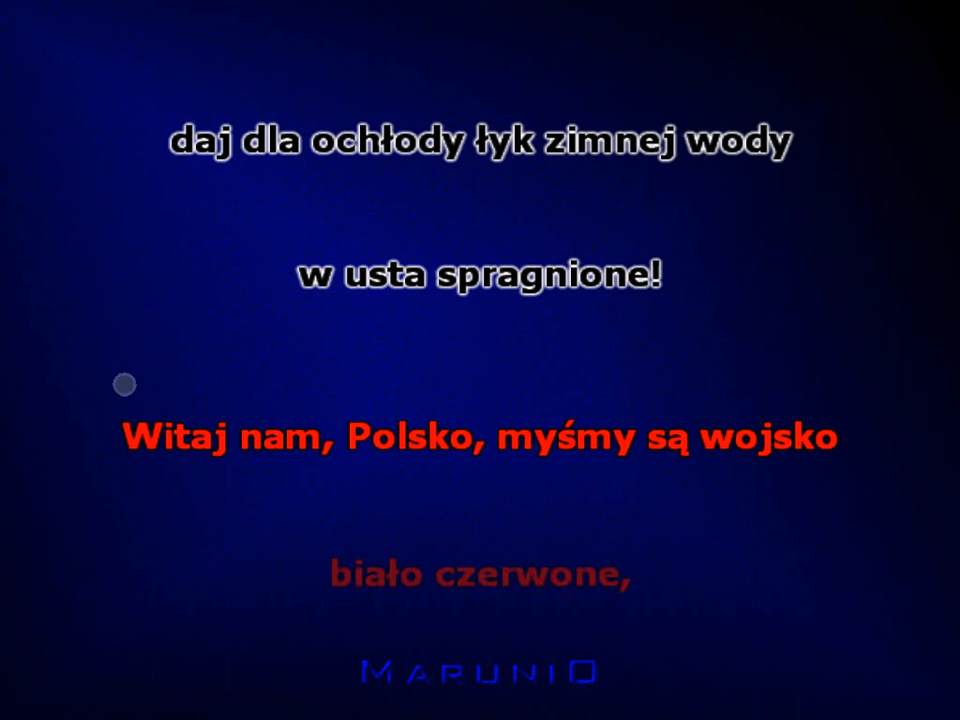 daj dla ochłody łyk zimnej wody
w usta spragnione!
Witaj nam, Polsko, myśmy są wojsko
biało czerwone,
MARUNIO